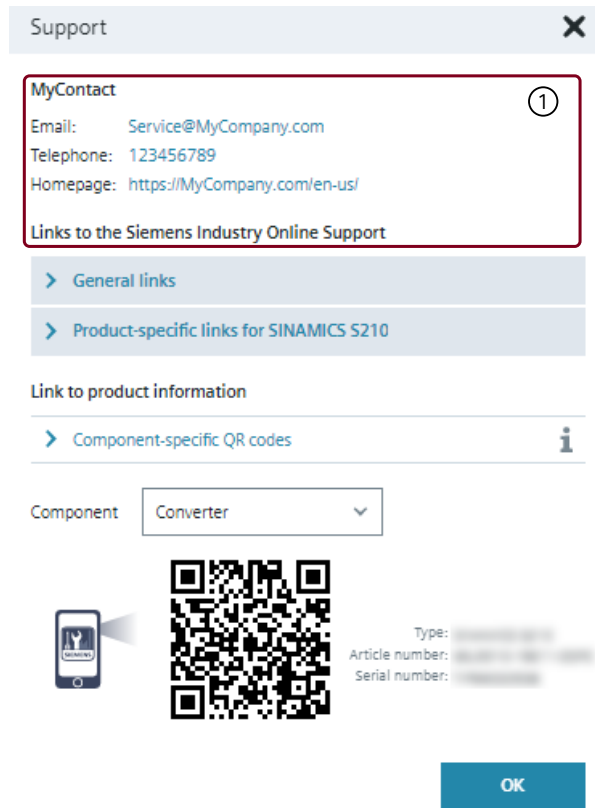 Support
MyContact
1
Email: Service@MyCompany.com
Telephone: 123456789
Homepage: https://MyCompany.com/en-us/
Links to the Siemens Industry Online Support
General links
Product-specific links for SINAMICS S210
Link to product information
Component-specific QR codes
Component Converter
SIEMENS
Type:
Article number:
Serial number:
OK